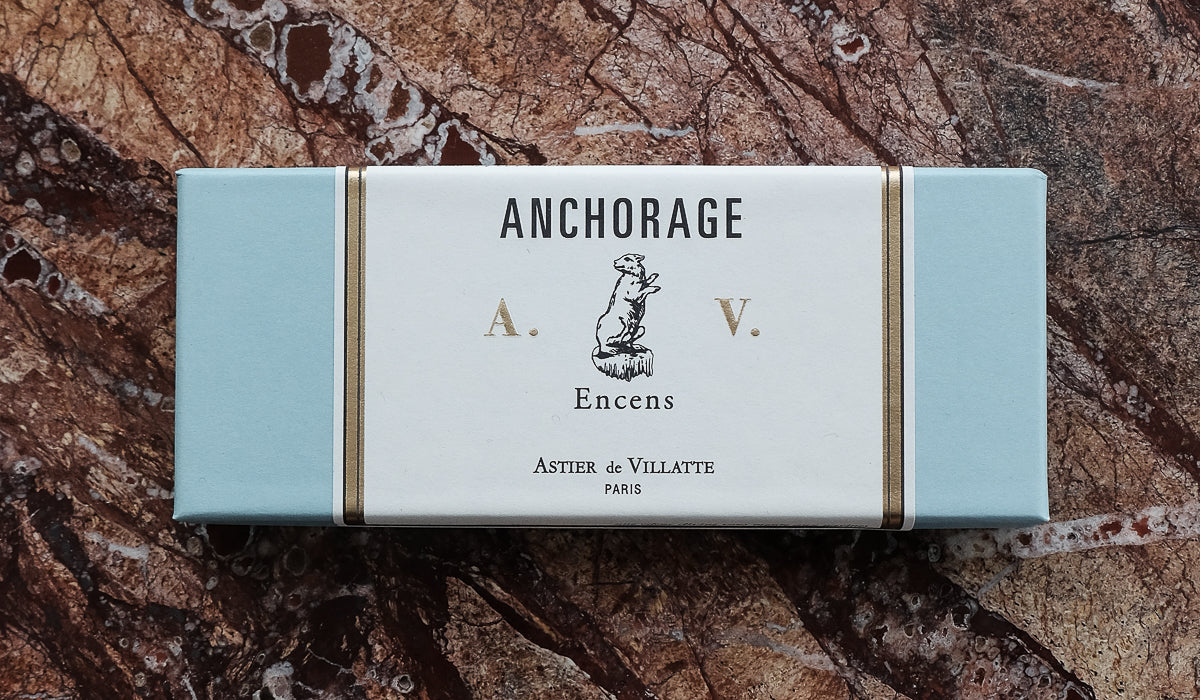 ANCHORAGE
A. V.
Encens
ASTIER de VILLATTE
PARIS